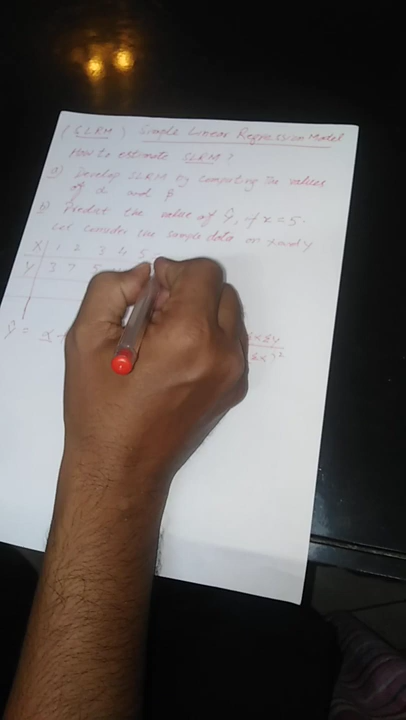 (SLRM) Simple Linear Regression Model
How to estimate SLRM?
a) Develop SLRM by computing the values
of α and β
b) Predict the value of Ŷ, if x = 5.
Let consider the sample data on x and y
X 1 2 3 4 5
Y 3 7 5
Ŷ = α +